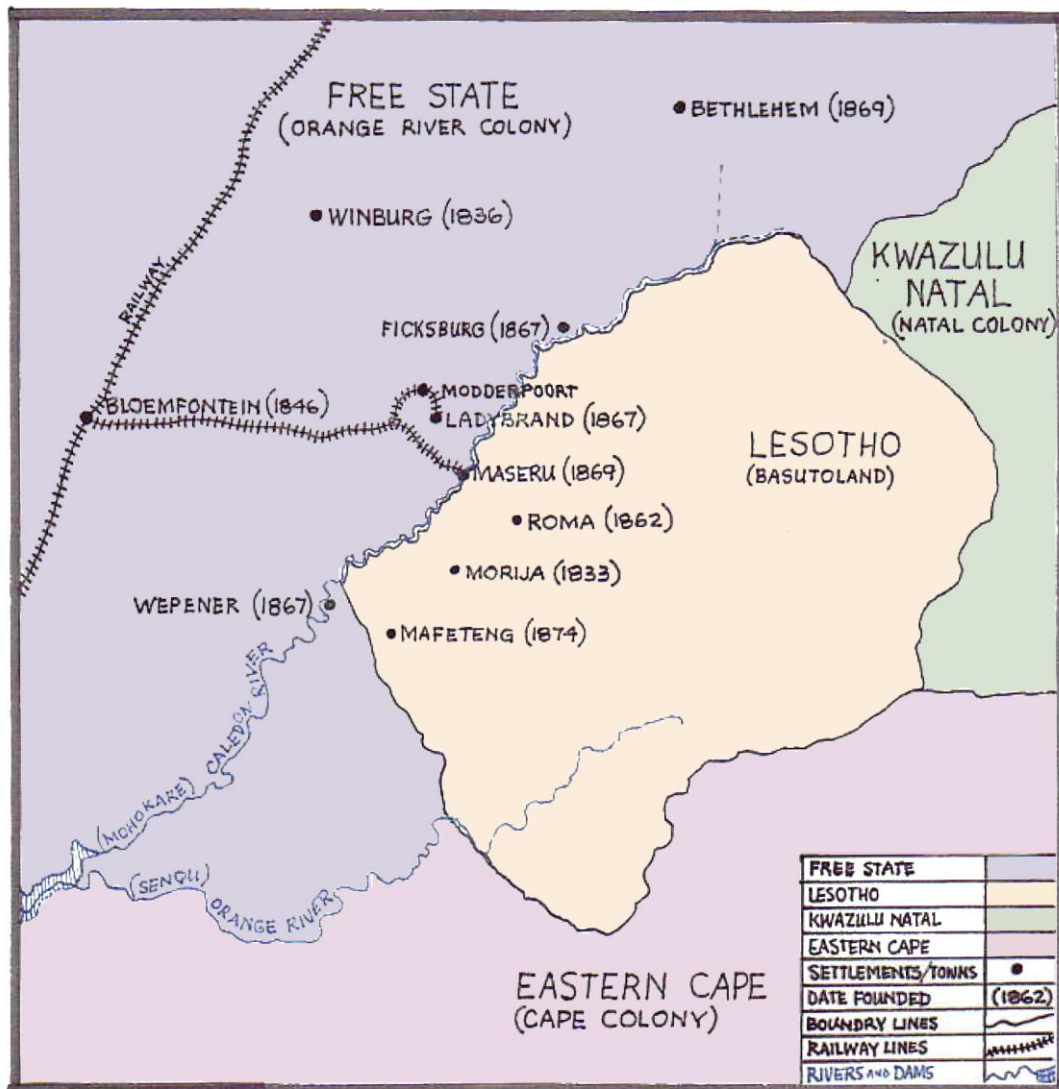 FREE STATE
(ORANGE RIVER COLONY)
BETHLEHEM (1869)
WINBURG (1836)
KWAZULU
NATAL
(NATAL COLONY)
RAILWAY
FICKSBURG (1867)
MODDERPOORT
BLOEMFONTEIN (1846)
LADYBRAND (1867)
LESOTHO
(BASUTOLAND)
MASERU (1869)
ROMA (1862)
MORIJA (1833)
WEPENER (1867)
MAFETENG (1874)
(MOHOKARE) CALEDON RIVER
(SENQU)
ORANGE RIVER
EASTERN CAPE
(CAPE COLONY)
FREE STATE
LESOTHO
KWAZULU NATAL
EASTERN CAPE
SETTLEMENTS/TOWNS
DATE FOUNDED (1862)
BOUNDRY LINES
RAILWAY LINES
RIVERS AND DAMS